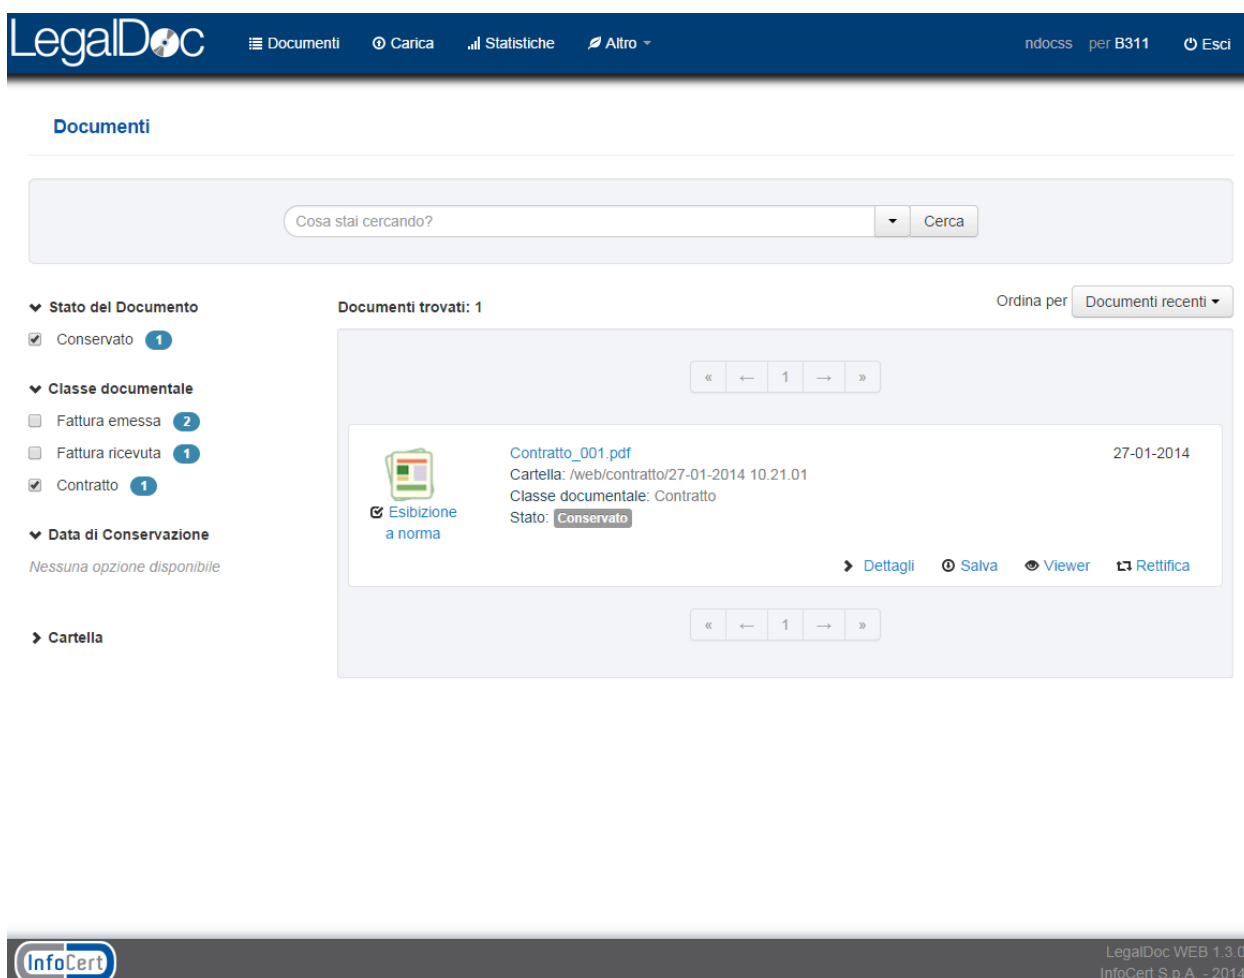 LegalDoc Documenti Carica Statistiche Altro ndocss per B311 Esci
Documenti
Cosa stai cercando? Cerca
Stato del Documento
Conservato 1
Classe documentale
Fattura emessa 2
Fattura ricevuta 1
Contratto 1
Data di Conservazione
Nessuna opzione disponibile
Cartella
Documenti trovati: 1
Ordina per Documenti recenti
« ← 1 → »
Esibizione
a norma
Contratto_001.pdf 27-01-2014
Cartella: /web/contratto/27-01-2014 10.21.01
Classe documentale: Contratto
Stato: Conservato
Dettagli Salva Viewer Rettifica
« ← 1 → »
InfoCert
LegalDoc WEB 1.3.0
InfoCert S.p.A. - 2014